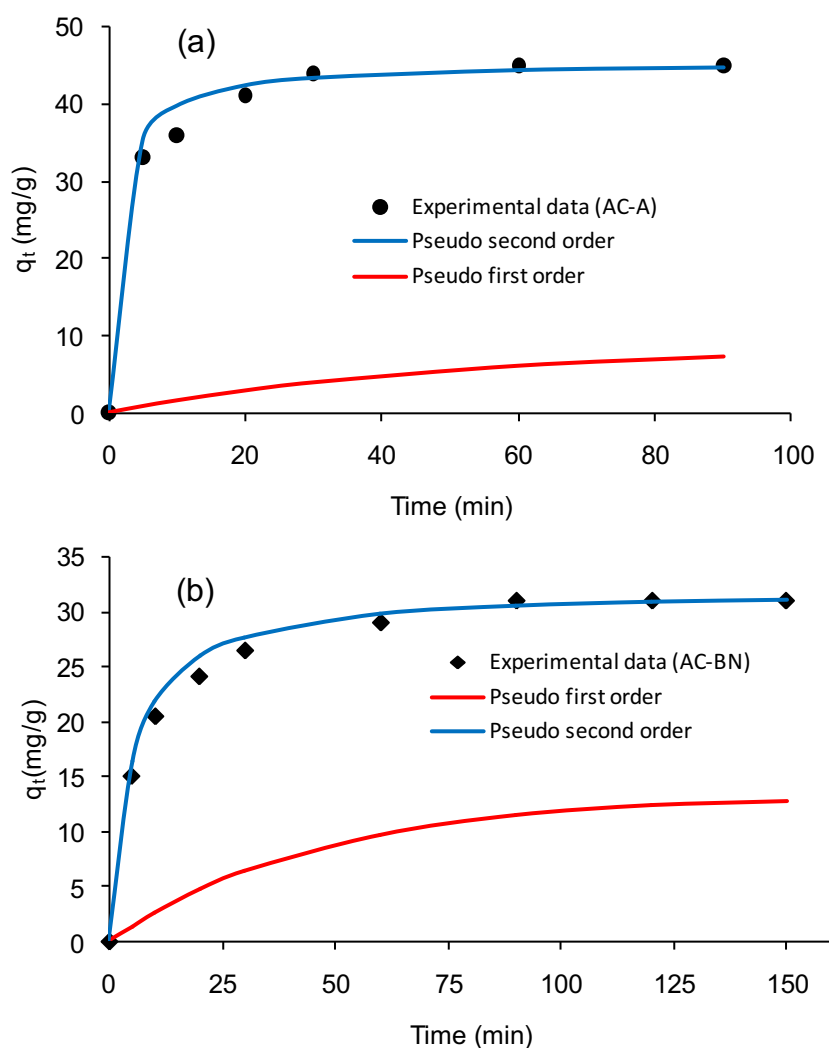 (a)
50
40
30
20
10
0
qt (mg/g)
Experimental data (AC-A)
Pseudo second order
Pseudo first order
0 20 40 60 80 100
Time (min)
(b)
35
30
25
20
15
10
5
0
qt(mg/g)
Experimental data (AC-BN)
Pseudo first order
Pseudo second order
0 25 50 75 100 125 150
Time (min)